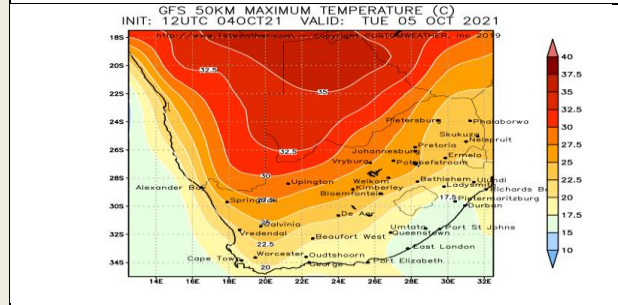 GFS 50KM MAXIMUM TEMPERATURE (C)
INIT: 12UTC 04OCT21 VALID: TUE 05 OCT 2021
18S
20S
22S
24S
26S
28S
30S
32S
34S
14E 16E 18E 20E 22E 24E 26E 28E 30E 32E
32.5
35
32.5
30
25
22.5
20
17.5
Pietersburg
Phalaborwa
Skukuza
Nelspruit
Pretoria
Johannesburg
Ermelo
Vryburg
Potchefstroom
Welkom
Bethlehem
Ulundi
Ladysmith
Richards B
Alexander Bay
Upington
Kimberley
Bloemfontein
Springbok
Pietermaritzburg
Durban
De Aar
Calvinia
Vredendal
Beaufort West
Umtata
Port St Johns
Queenstown
East London
Cape Town
Worcester
Oudtshoorn
George
Port Elizabeth
40
37.5
35
32.5
30
27.5
25
22.5
20
17.5
15
10